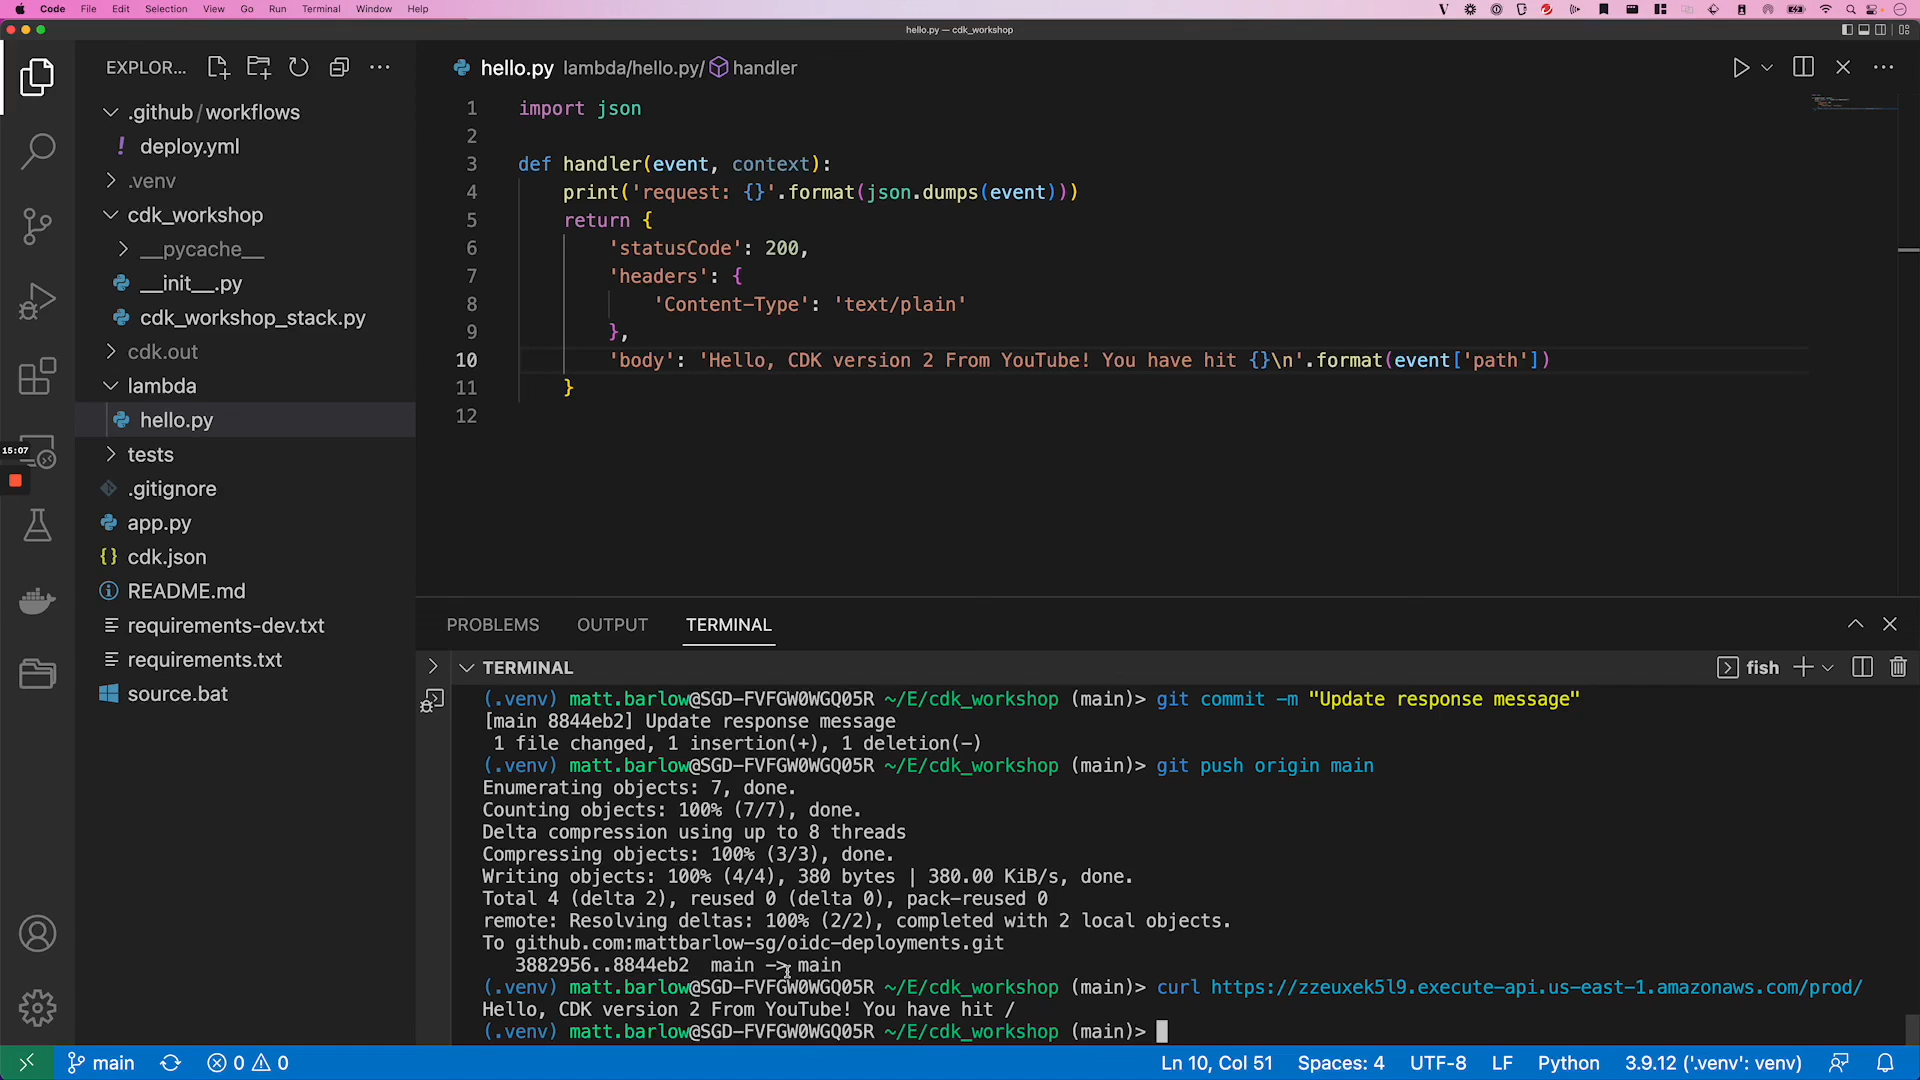 Code File Edit Selection View Go Run Terminal Window Help
hello.py — cdk_workshop
EXPLOR...
.github/workflows
deploy.yml
.venv
cdk_workshop
__pycache__
__init__.py
cdk_workshop_stack.py
cdk.out
lambda
hello.py
15:07
tests
.gitignore
app.py
cdk.json
README.md
requirements-dev.txt
requirements.txt
source.bat
hello.py lambda/hello.py/ handler
1 import json
2
3 def handler(event, context):
4 print('request: {}'.format(json.dumps(event)))
5 return {
6 'statusCode': 200,
7 'headers': {
8 'Content-Type': 'text/plain'
9 },
10 'body': 'Hello, CDK version 2 From YouTube! You have hit {}\n'.format(event['path'])
11 }
12
PROBLEMS OUTPUT TERMINAL
TERMINAL
fish
(.venv) matt.barlow@SGD-FVFGW0WGQ05R ~/E/cdk_workshop (main)> git commit -m "Update response message"
[main 8844eb2] Update response message
1 file changed, 1 insertion(+), 1 deletion(-)
(.venv) matt.barlow@SGD-FVFGW0WGQ05R ~/E/cdk_workshop (main)> git push origin main
Enumerating objects: 7, done.
Counting objects: 100% (7/7), done.
Delta compression using up to 8 threads
Compressing objects: 100% (3/3), done.
Writing objects: 100% (4/4), 380 bytes | 380.00 KiB/s, done.
Total 4 (delta 2), reused 0 (delta 0), pack-reused 0
remote: Resolving deltas: 100% (2/2), completed with 2 local objects.
To github.com:mattbarlow-sg/oidc-deployments.git
3882956..8844eb2 main -> main
(.venv) matt.barlow@SGD-FVFGW0WGQ05R ~/E/cdk_workshop (main)> curl https://zzeuxek5l9.execute-api.us-east-1.amazonaws.com/prod/
Hello, CDK version 2 From YouTube! You have hit /
(.venv) matt.barlow@SGD-FVFGW0WGQ05R ~/E/cdk_workshop (main)>
main 0 0 Ln 10, Col 51 Spaces: 4 UTF-8 LF Python 3.9.12 ('.venv': venv)